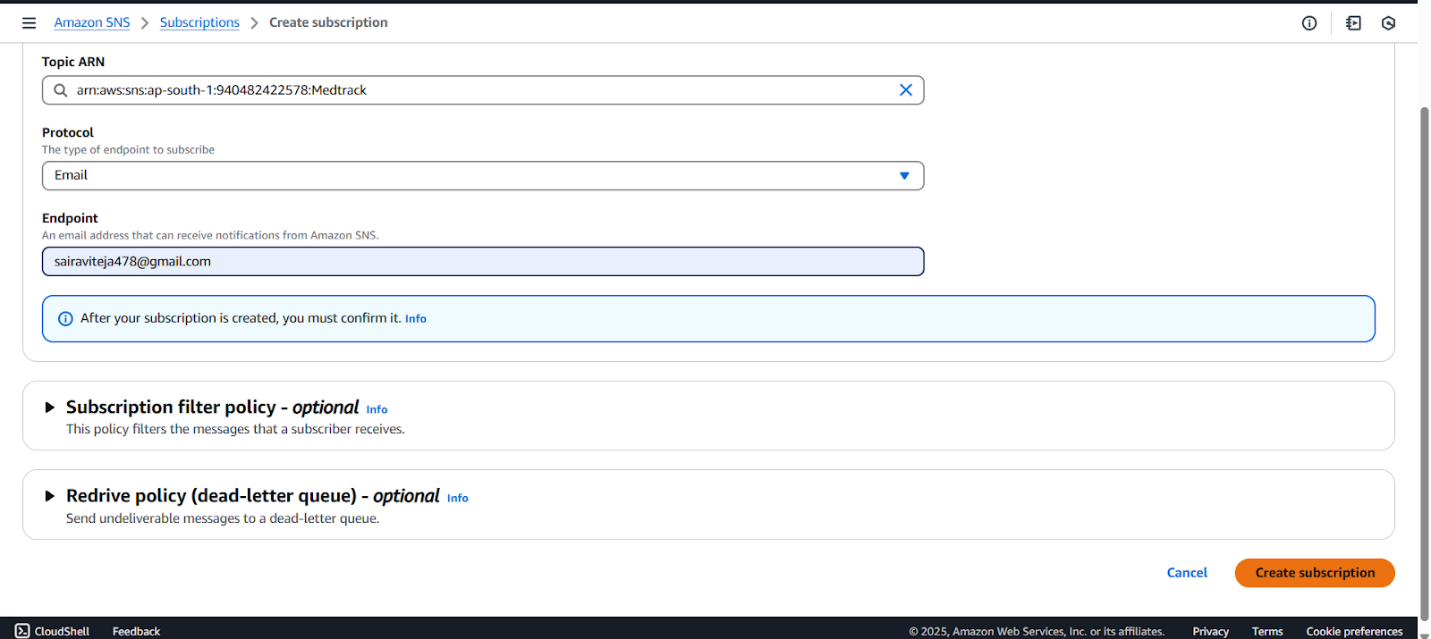 Amazon SNS > Subscriptions > Create subscription
Topic ARN
arn:aws:sns:ap-south-1:940482422578:Medtrack
Protocol
The type of endpoint to subscribe
Email
Endpoint
An email address that can receive notifications from Amazon SNS.
sairaviteja478@gmail.com
After your subscription is created, you must confirm it. Info
Subscription filter policy - optional Info
This policy filters the messages that a subscriber receives.
Redrive policy (dead-letter queue) - optional Info
Send undeliverable messages to a dead-letter queue.
Cancel Create subscription
CloudShell Feedback © 2025, Amazon Web Services, Inc. or its affiliates. Privacy Terms Cookie preferences